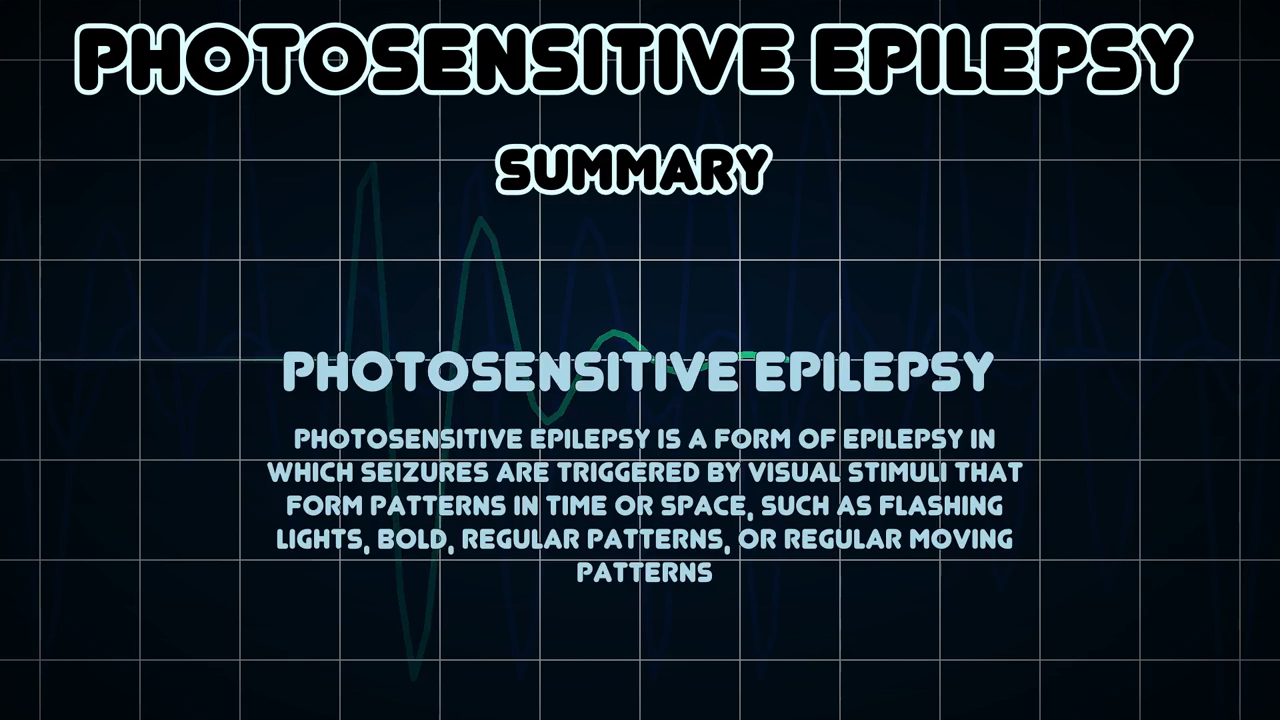 PHOTOSENSITIVE EPILEPSY
SUMMARY
PHOTOSENSITIVE EPILEPSY
PHOTOSENSITIVE EPILEPSY IS A FORM OF EPILEPSY IN
WHICH SEIZURES ARE TRIGGERED BY VISUAL STIMULI THAT
FORM PATTERNS IN TIME OR SPACE, SUCH AS FLASHING
LIGHTS, BOLD, REGULAR PATTERNS, OR REGULAR MOVING
PATTERNS